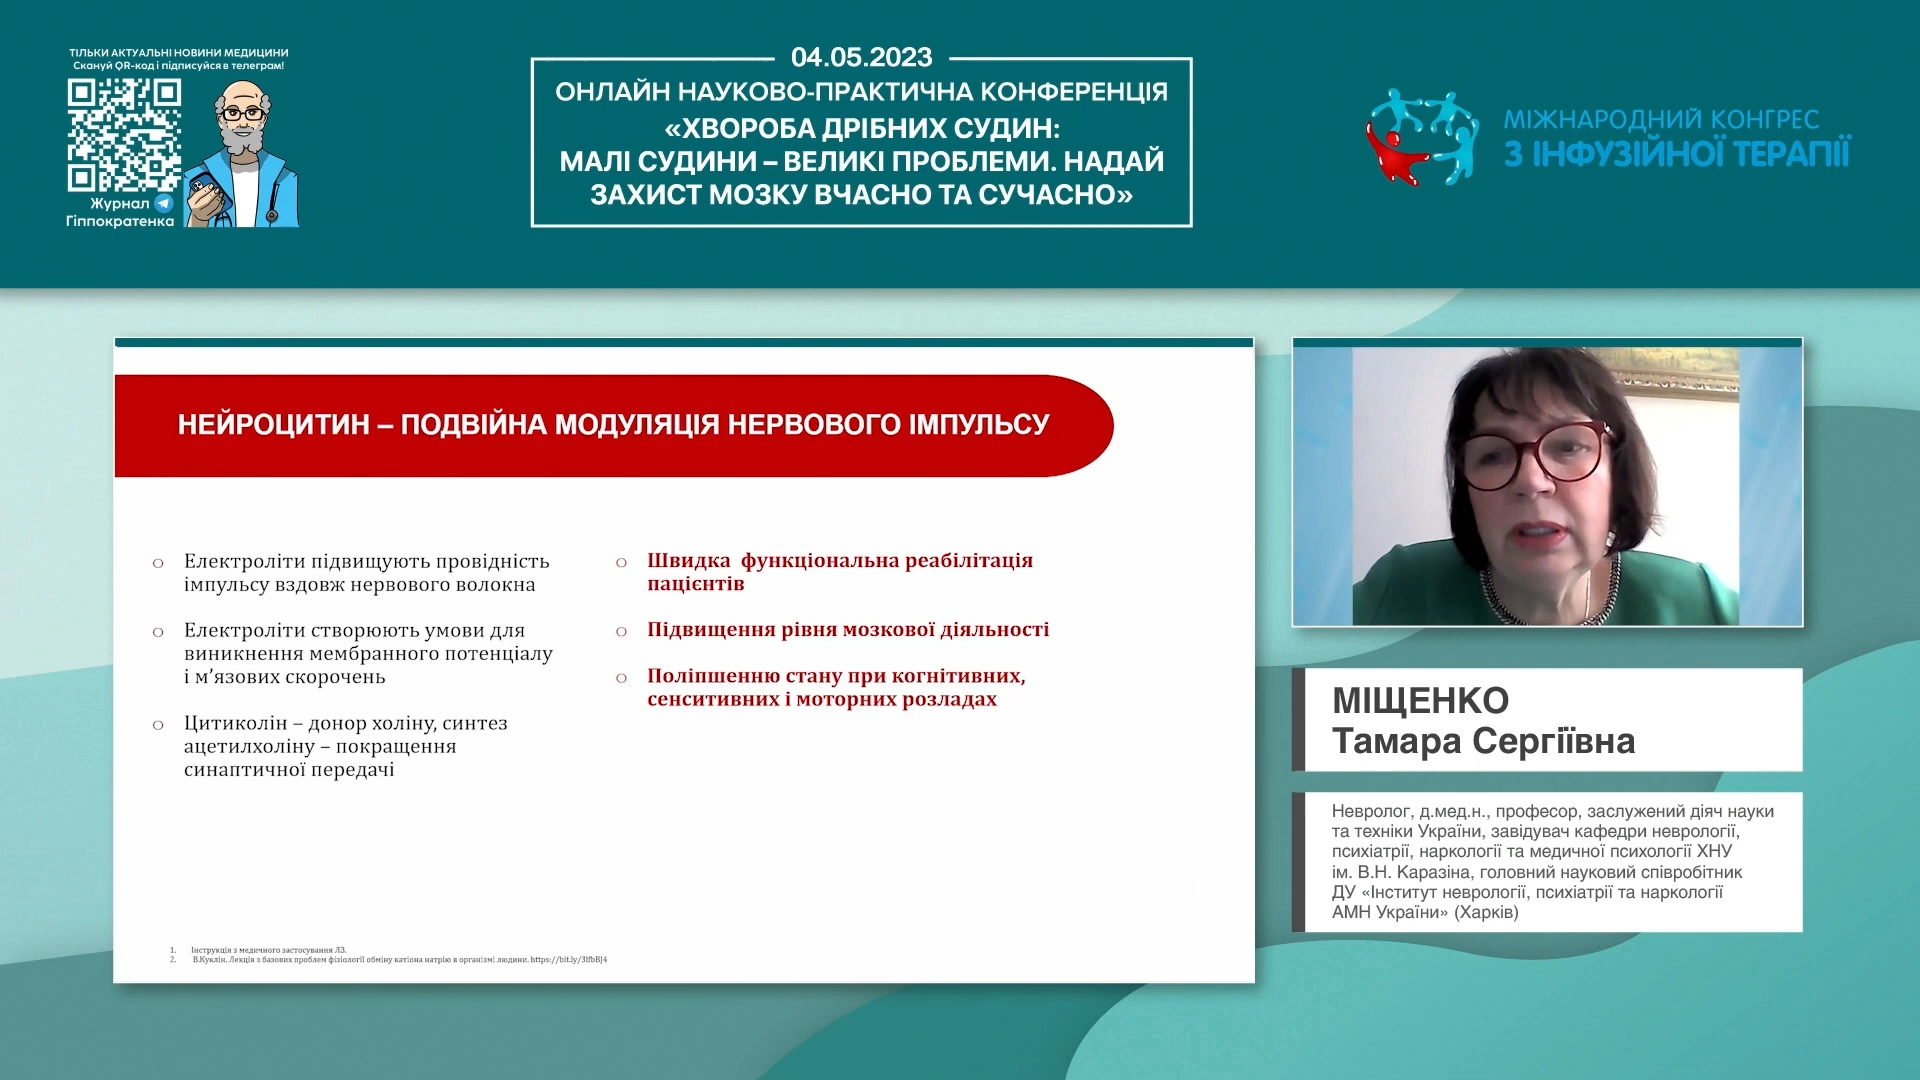 ТІЛЬКИ АКТУАЛЬНІ НОВИНИ МЕДИЦИНИ
Скануй QR-код і підписуйся в телеграм!
Журнал
Гіппократенка
04.05.2023
ОНЛАЙН НАУКОВО-ПРАКТИЧНА КОНФЕРЕНЦІЯ
«ХВОРОБА ДРІБНИХ СУДИН:
МАЛІ СУДИНИ – ВЕЛИКІ ПРОБЛЕМИ. НАДАЙ
ЗАХИСТ МОЗКУ ВЧАСНО ТА СУЧАСНО»
МІЖНАРОДНИЙ КОНГРЕС
З ІНФУЗІЙНОЇ ТЕРАПІЇ
НЕЙРОЦИТИН – ПОДВІЙНА МОДУЛЯЦІЯ НЕРВОВОГО ІМПУЛЬСУ
o Електроліти підвищують провідність
імпульсу вздовж нервового волокна
o Електроліти створюють умови для
виникнення мембранного потенціалу
і м’язових скорочень
o Цитиколін – донор холіну, синтез
ацетилхоліну – покращення
синаптичної передачі
o Швидка функціональна реабілітація
пацієнтів
o Підвищення рівня мозкової діяльності
o Поліпшенню стану при когнітивних,
сенситивних і моторних розладах
1. Інструкція з медичного застосування ЛЗ.
2. В.Куклін. Лекція з базових проблем фізіології обміну катіона натрію в організмі людини. https://bit.ly/3lfbBJ4
МІЩЕНКО
Тамара Сергіївна
Невролог, д.мед.н., професор, заслужений діяч науки
та техніки України, завідувач кафедри неврології,
психіатрії, наркології та медичної психології ХНУ
ім. В.Н. Каразіна, головний науковий співробітник
ДУ «Інститут неврології, психіатрії та наркології
АМН України» (Харків)